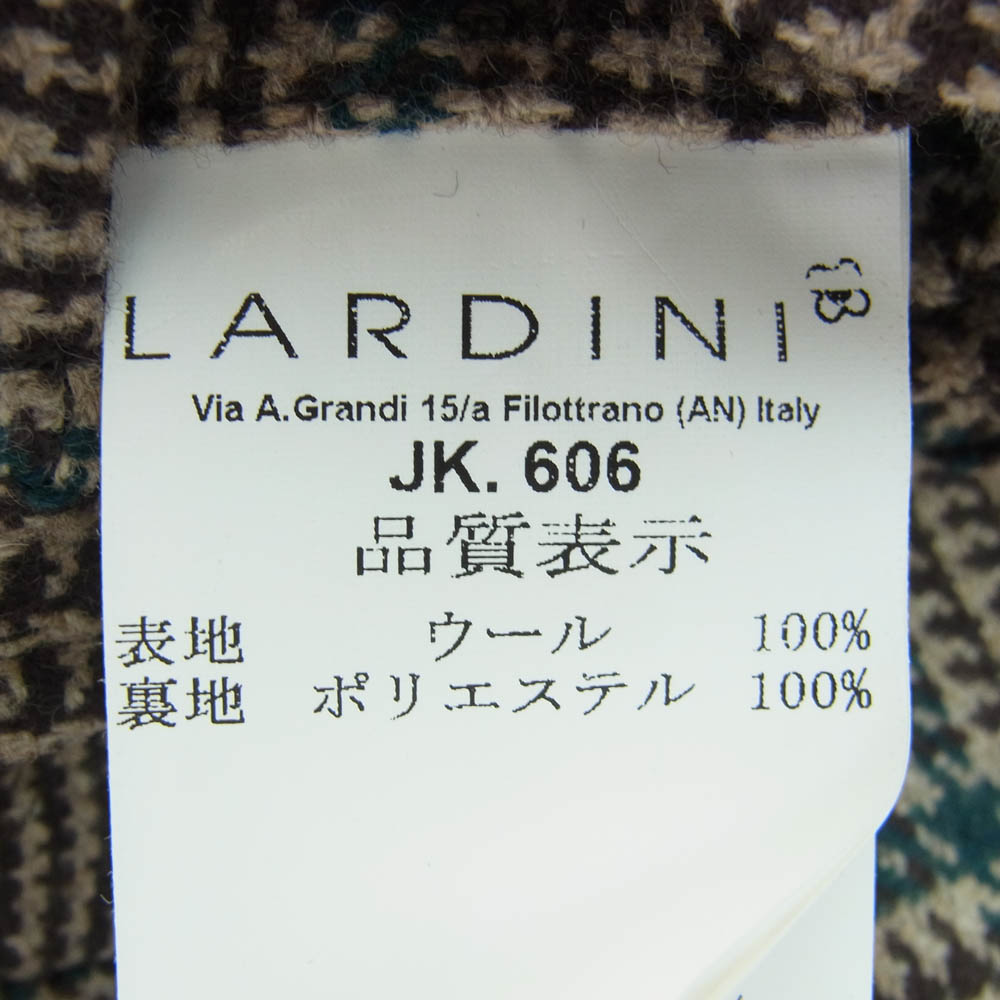 LARDINI
Via A.Grandi 15/a Filottrano (AN) Italy
JK. 606
品質表示
表地 ウール 100%
裏地 ポリエステル 100%